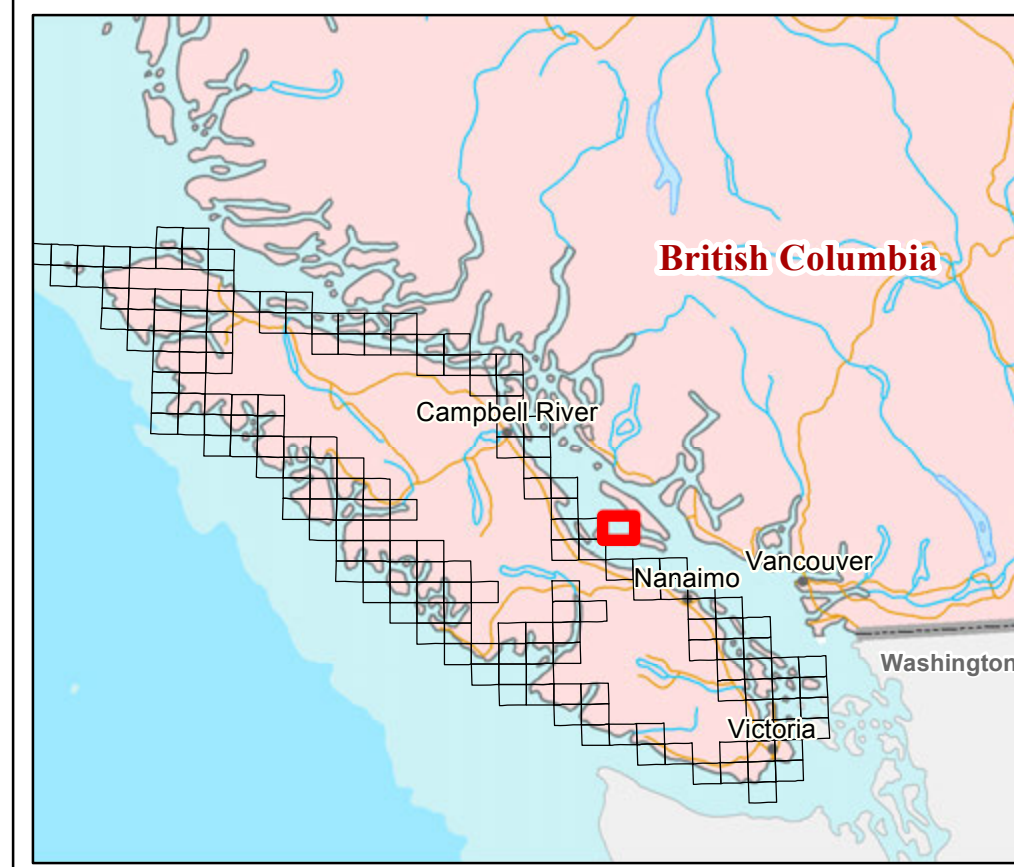 British Columbia
Campbell River
Vancouver
Nanaimo
Washington
Victoria